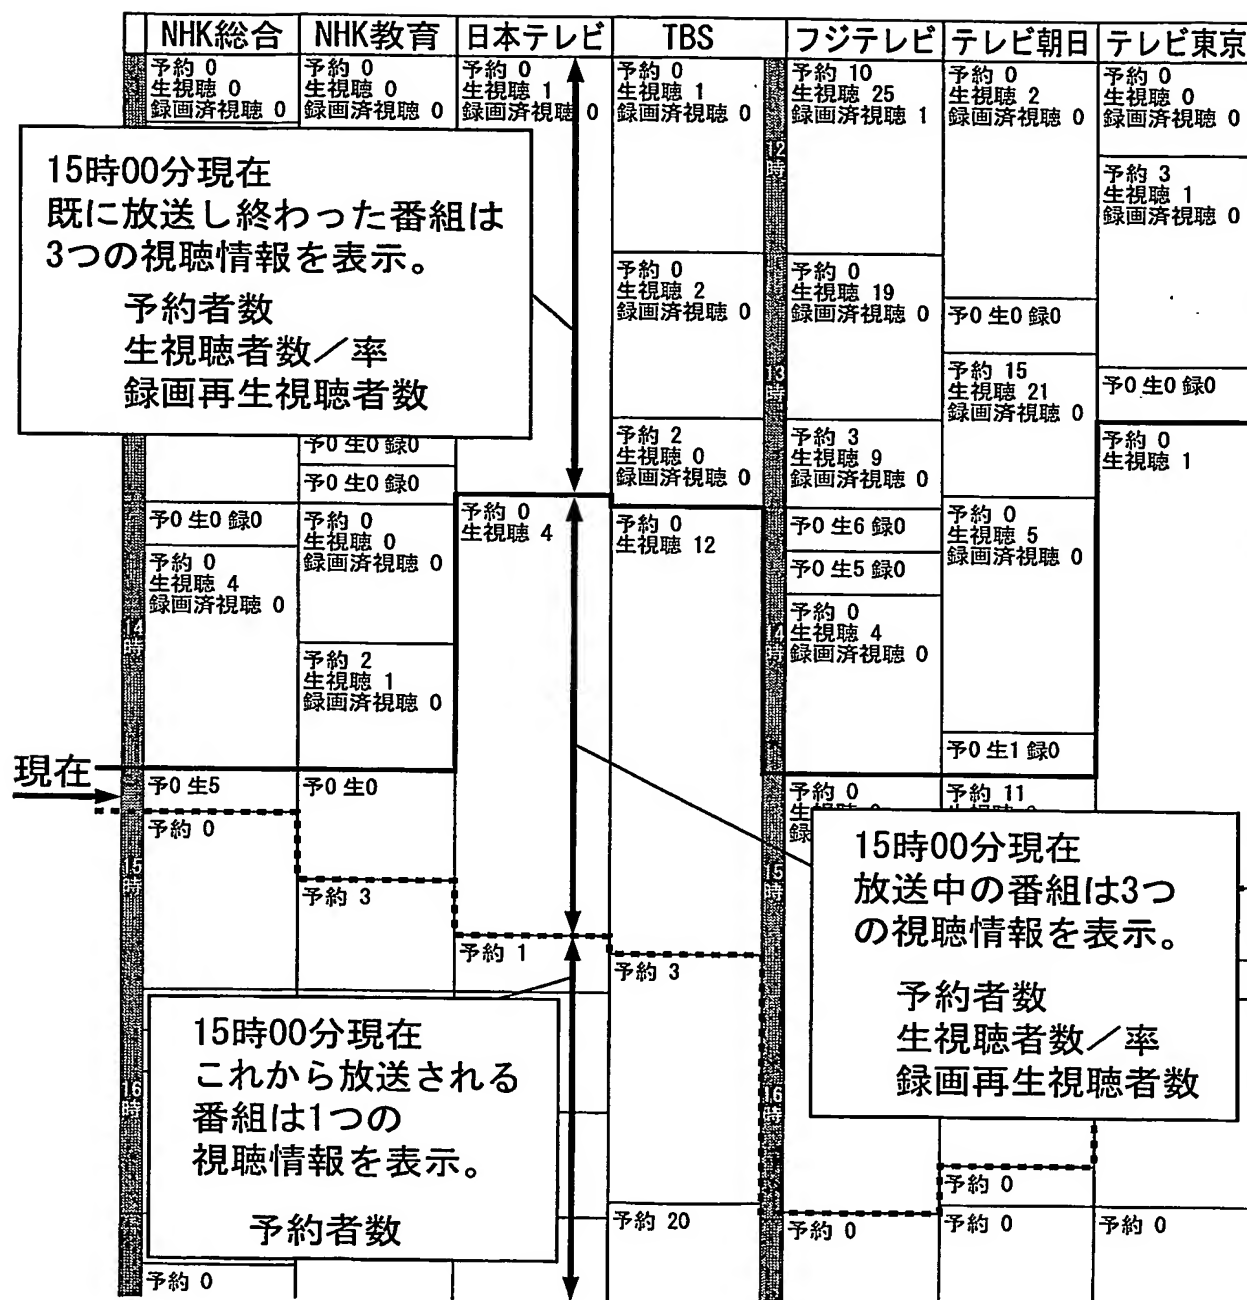 NHK総合
NHK教育
日本テレビ
TBS
フジテレビ
テレビ朝日
テレビ東京
予約 0
生視聴 0
録画済視聴 0
予約 0
生視聴 0
録画済視聴 0
予約 0
生視聴 1
録画済視聴 0
予約 0
生視聴 1
録画済視聴 0
予約 10
生視聴 25
録画済視聴 1
予約 0
生視聴 2
録画済視聴 0
予約 0
生視聴 0
録画済視聴 0
12時
予約 3
生視聴 1
録画済視聴 0
15時00分現在
既に放送し終わった番組は
3つの視聴情報を表示。
予約者数
生視聴者数/率
録画再生視聴者数
予約 0
生視聴 2
録画済視聴 0
予約 0
生視聴 19
録画済視聴 0
予0 生0 録0
13時
予約 15
生視聴 21
録画済視聴 0
予0 生0 録0
予0 生0 録0
予0 生0 録0
予約 2
生視聴 0
録画済視聴 0
予約 3
生視聴 9
録画済視聴 0
予約 0
生視聴 1
予0 生0 録0
予約 0
生視聴 0
録画済視聴 0
予約 0
生視聴 4
予約 0
生視聴 12
予0 生6 録0
予約 0
生視聴 5
録画済視聴 0
予約 0
生視聴 4
録画済視聴 0
予0 生5 録0
予約 0
生視聴 4
録画済視聴 0
14時
14時
予約 2
生視聴 1
録画済視聴 0
予0 生1 録0
現在
予0 生5
予0 生0
予約 0
予約 11
予約 0
15時
15時
予約 3
予約 1
予約 3
15時00分現在
放送中の番組は3つ
の視聴情報を表示。
予約者数
生視聴者数/率
録画再生視聴者数
15時00分現在
これから放送される
番組は1つの
視聴情報を表示。
予約者数
16時
16時
予約 0
予約 20
予約 0
予約 0
予約 0
予約 0